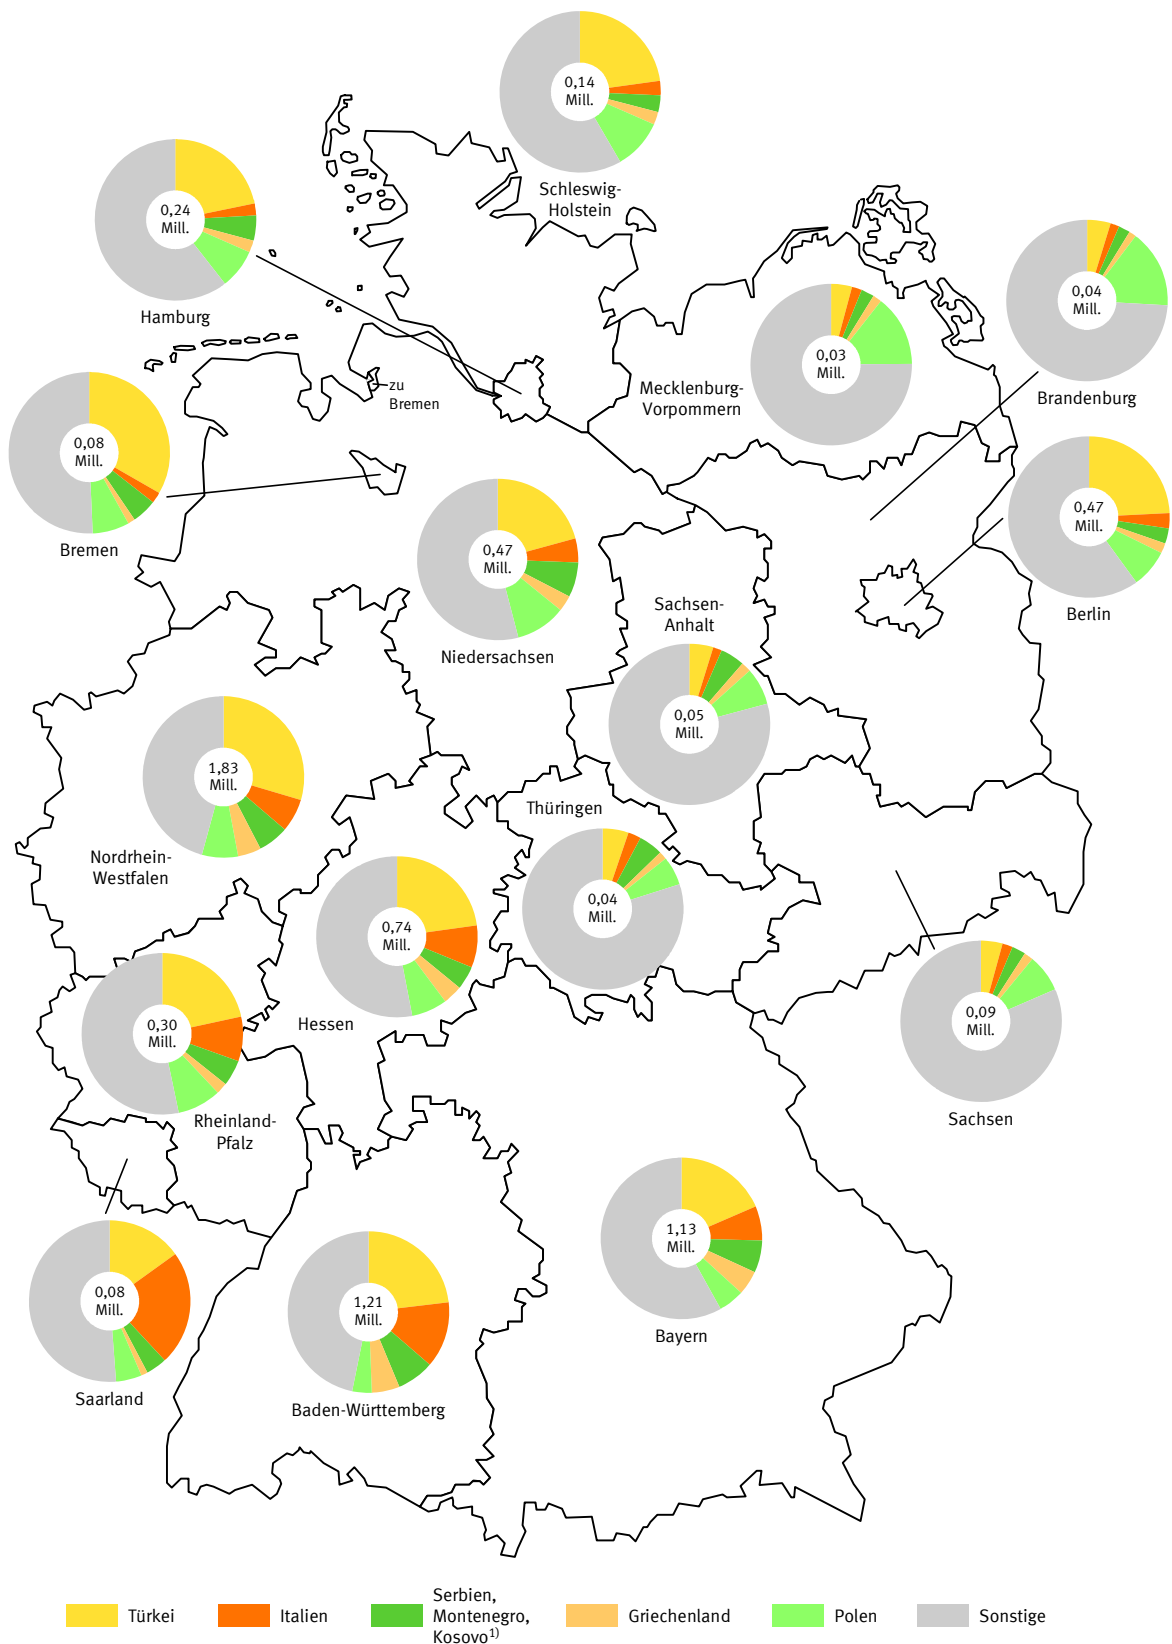 0,14
Mill.
Schleswig-
Holstein
0,24
Mill.
Hamburg
0,04
Mill.
Brandenburg
0,03
Mill.
Mecklenburg-
Vorpommern
zu
Bremen
0,08
Mill.
Bremen
0,47
Mill.
Niedersachsen
0,47
Mill.
Berlin
Sachsen-
Anhalt
0,05
Mill.
1,83
Mill.
Nordrhein-
Westfalen
Thüringen
0,04
Mill.
0,74
Mill.
Hessen
0,30
Mill.
Rheinland-
Pfalz
0,09
Mill.
Sachsen
0,08
Mill.
Saarland
1,21
Mill.
Baden-Württemberg
1,13
Mill.
Bayern
Türkei
Italien
Serbien,
Montenegro,
Kosovo1)
Griechenland
Polen
Sonstige